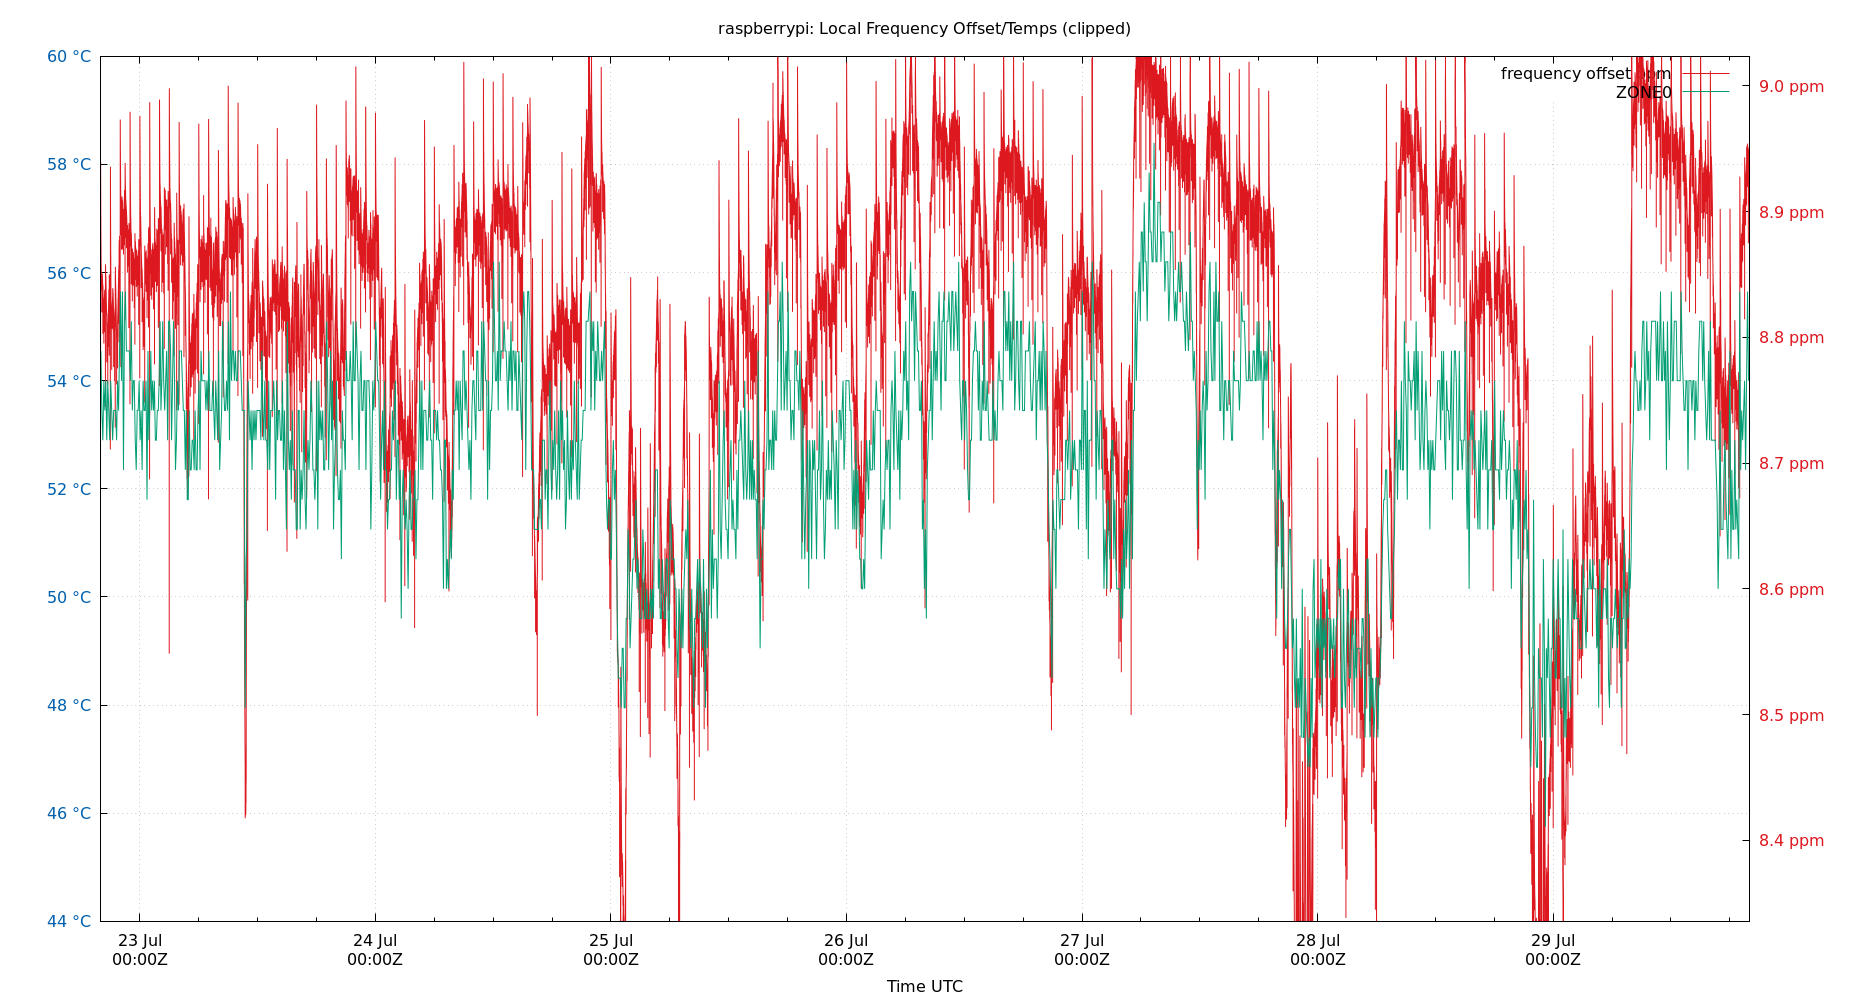 raspberrypi: Local Frequency Offset/Temps (clipped)
60 °C
58 °C
56 °C
54 °C
52 °C
50 °C
48 °C
46 °C
44 °C
frequency offset ppm
ZONE0
9.0 ppm
8.9 ppm
8.8 ppm
8.7 ppm
8.6 ppm
8.5 ppm
8.4 ppm
23 Jul
00:00Z
24 Jul
00:00Z
25 Jul
00:00Z
26 Jul
00:00Z
27 Jul
00:00Z
28 Jul
00:00Z
29 Jul
00:00Z
Time UTC